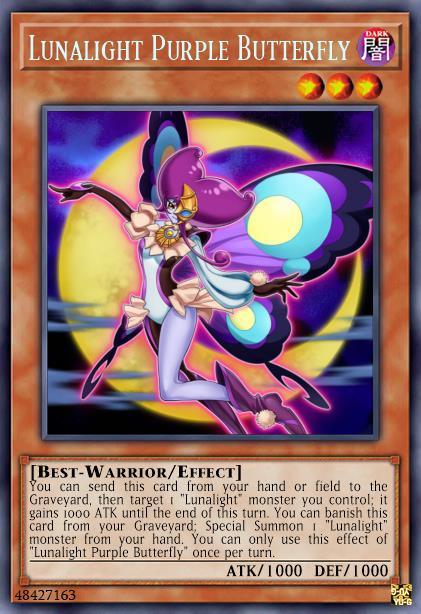 LUNALIGHT PURPLE BUTTERFLY
DARK
闇
[BEST-WARRIOR/EFFECT]
You can send this card from your hand or field to the
Graveyard, then target 1 "Lunalight" monster you control; it
gains 1000 ATK until the end of this turn. You can banish this
card from your Graveyard; Special Summon 1 "Lunalight"
monster from your hand. You can only use this effect of
"Lunalight Purple Butterfly" once per turn.
ATK/1000 DEF/1000
48427163